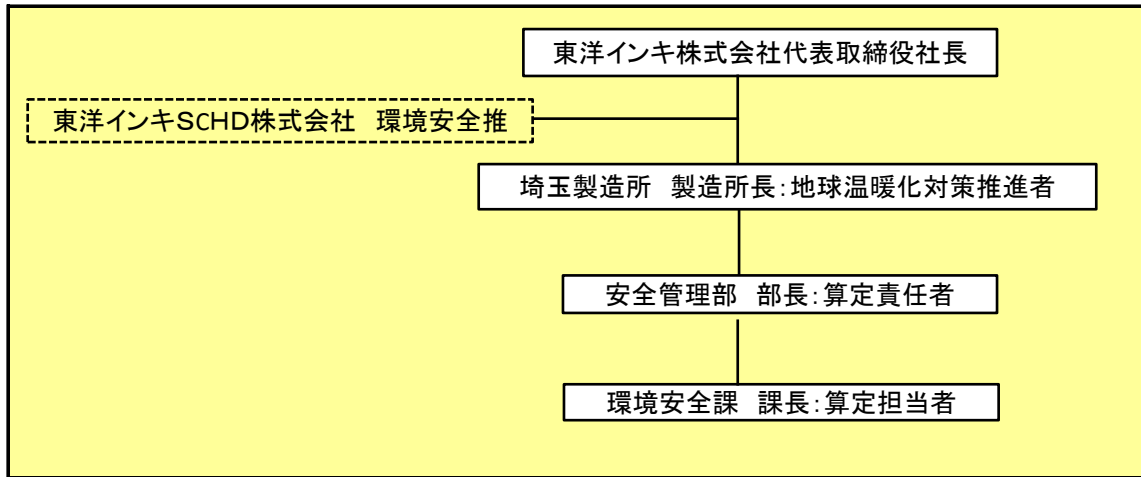 東洋インキ株式会社代表取締役社長
東洋インキSCHD株式会社　環境安全推
埼玉製造所　製造所長：地球温暖化対策推進者
安全管理部　部長：算定責任者
環境安全課　課長：算定担当者